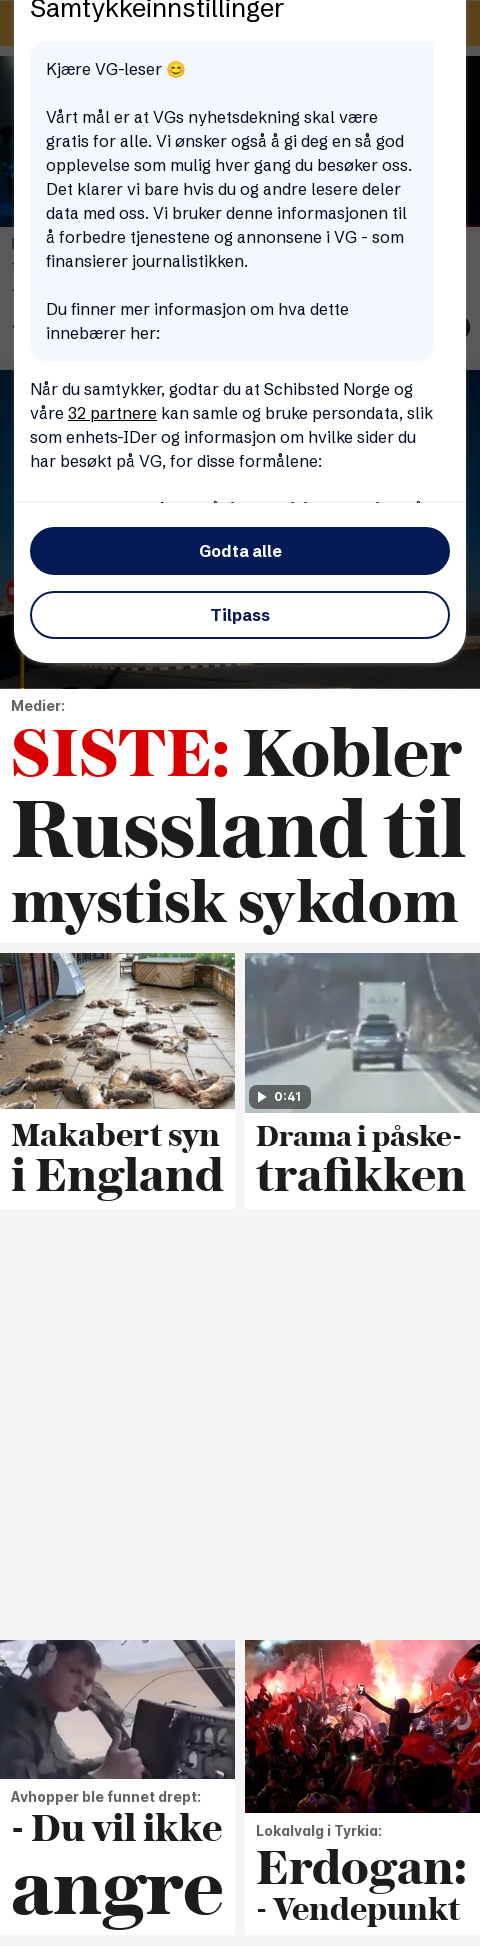 Samtykkeinnstillinger
Kjære VG-leser 😊
Vårt mål er at VGs nyhetsdekning skal være
gratis for alle. Vi ønsker også å gi deg en så god
opplevelse som mulig hver gang du besøker oss.
Det klarer vi bare hvis du og andre lesere deler
data med oss. Vi bruker denne informasjonen til
å forbedre tjenestene og annonsene i VG - som
finansierer journalistikken.
Du finner mer informasjon om hva dette
innebærer her:
Når du samtykker, godtar du at Schibsted Norge og
våre 32 partnere kan samle og bruke persondata, slik
som enhets-IDer og informasjon om hvilke sider du
har besøkt på VG, for disse formålene:
Godta alle
Tilpass
Medier:
SISTE: Kobler
Russland til
mystisk sykdom
0:41
Makabert syn
i England
Drama i påske-
trafikken
Avhopper ble funnet drept:
- Du vil ikke
angre
Lokalvalg i Tyrkia:
Erdogan:
- Vendepunkt